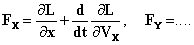 F_X = ∂L/∂x + d/dt ∂L/∂V_X , F_Y =....